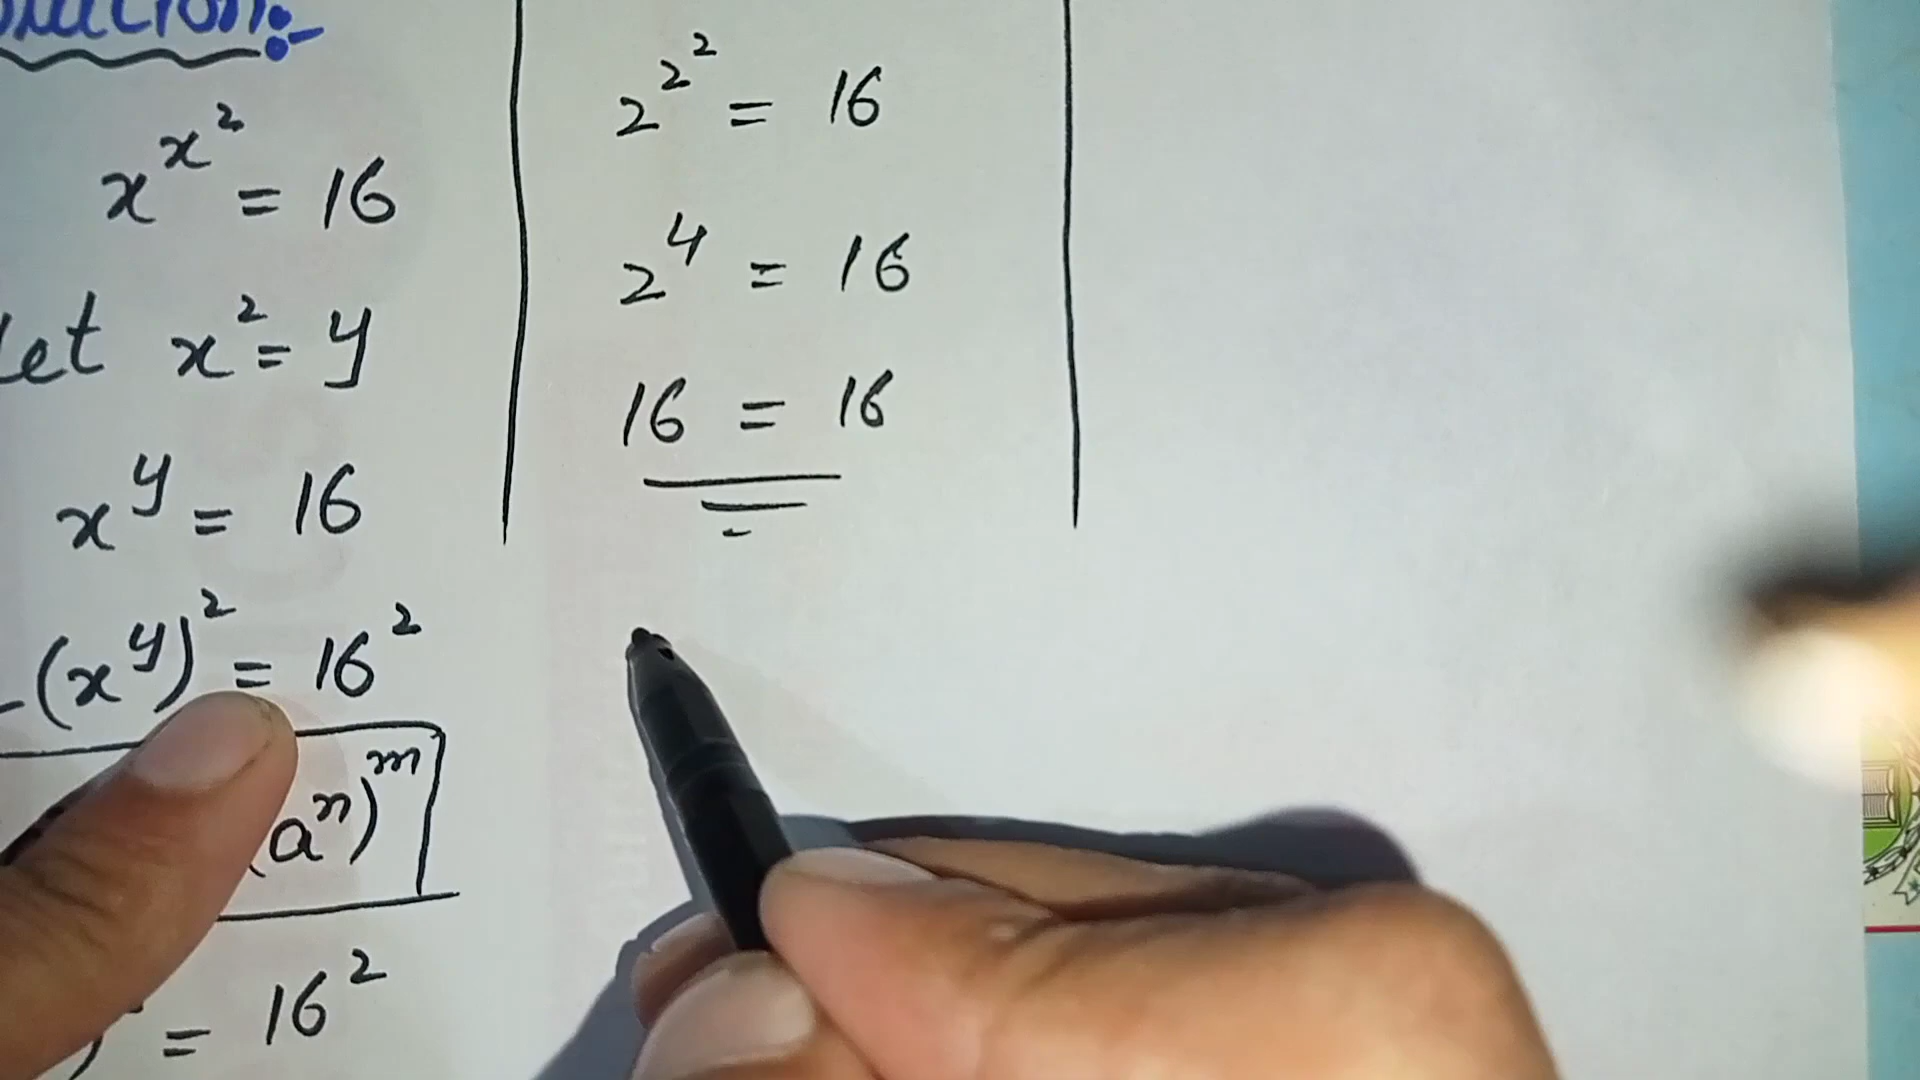 x^x^2 = 16
Let x^2 = y
x^y = 16
(x^y)^2 = 16^2
(a^n)^m
= 16^2
2^2^2 = 16
2^4 = 16
16 = 16